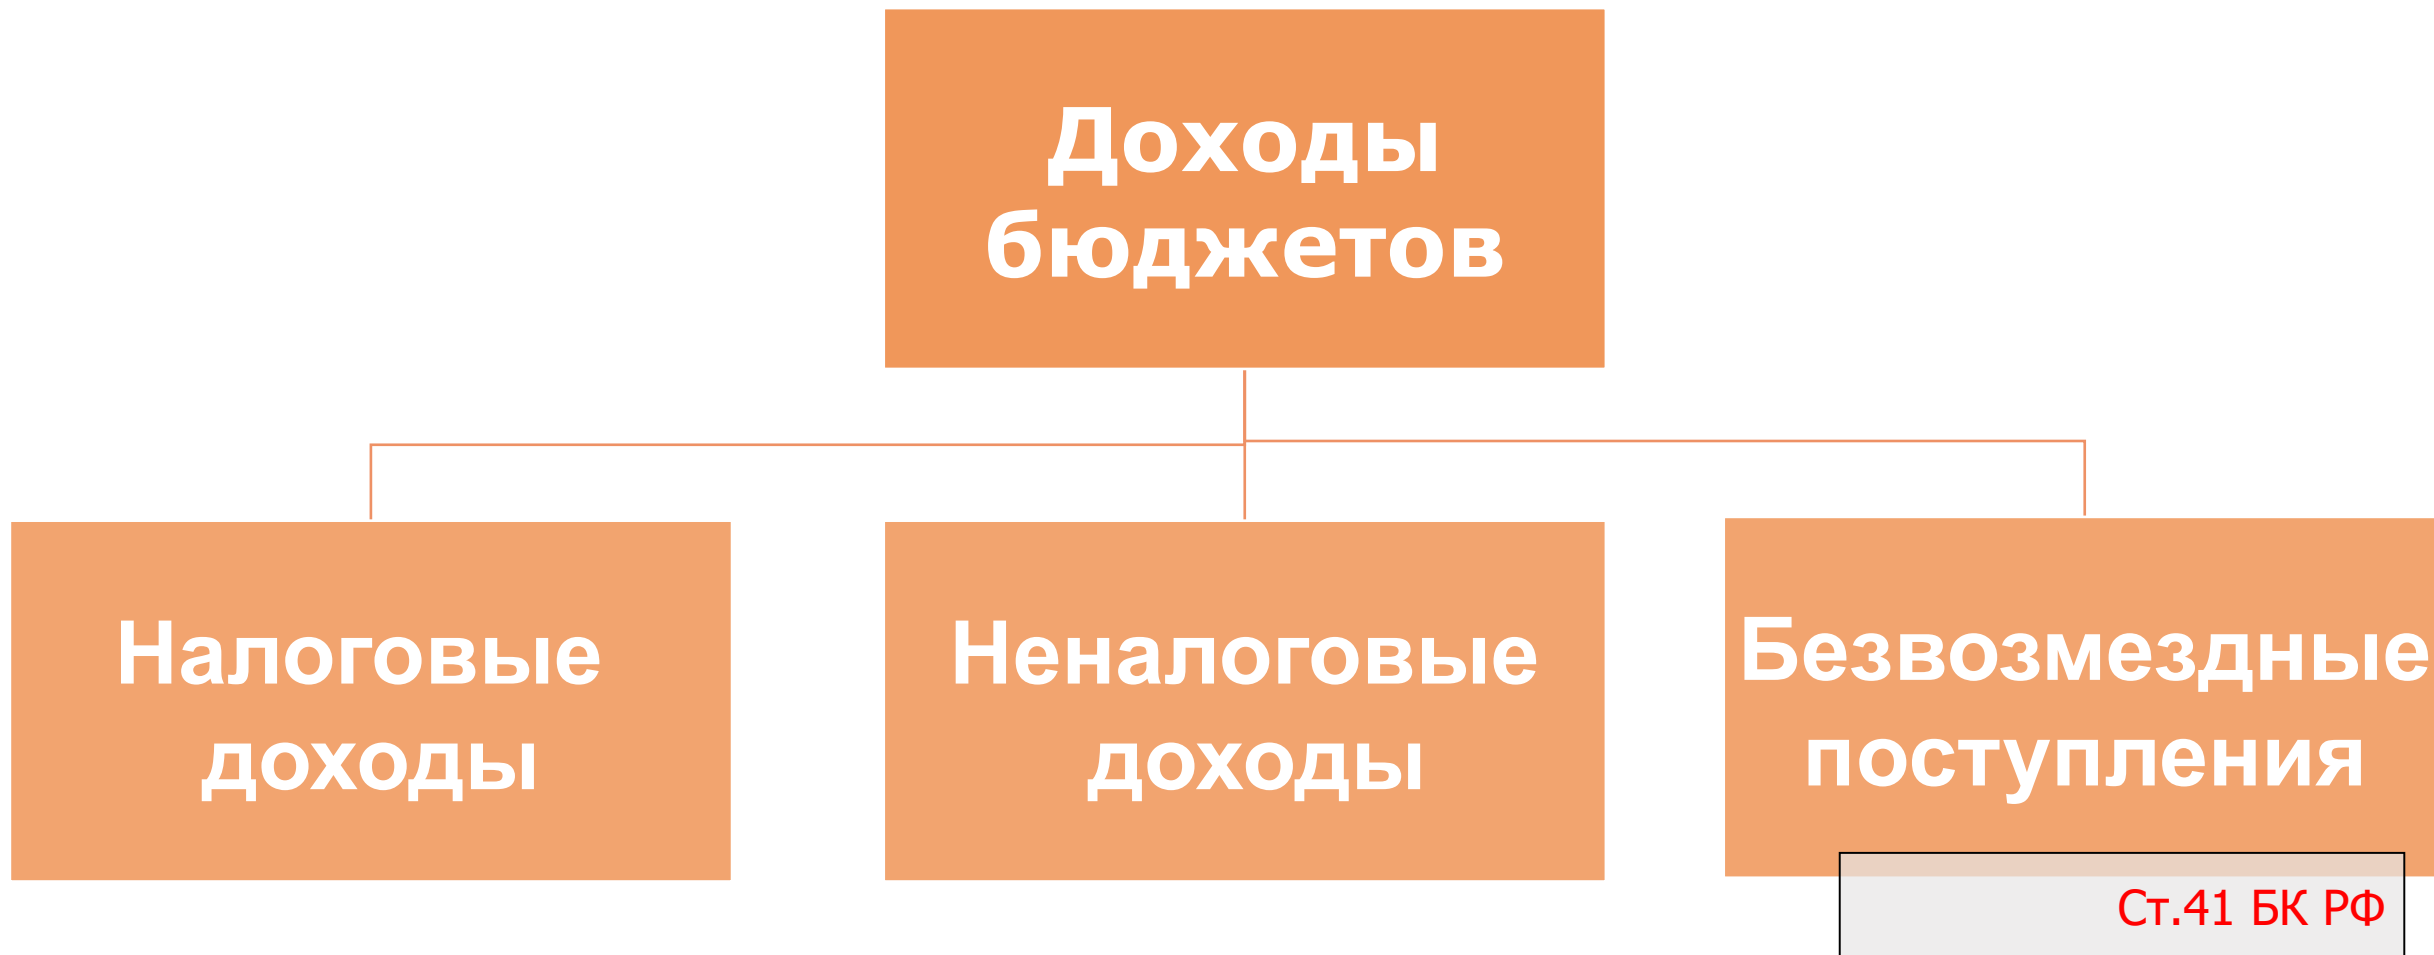 Доходы
бюджетов
Налоговые
доходы
Неналоговые
доходы
Безвозмездные
поступления
Ст.41 БК РФ